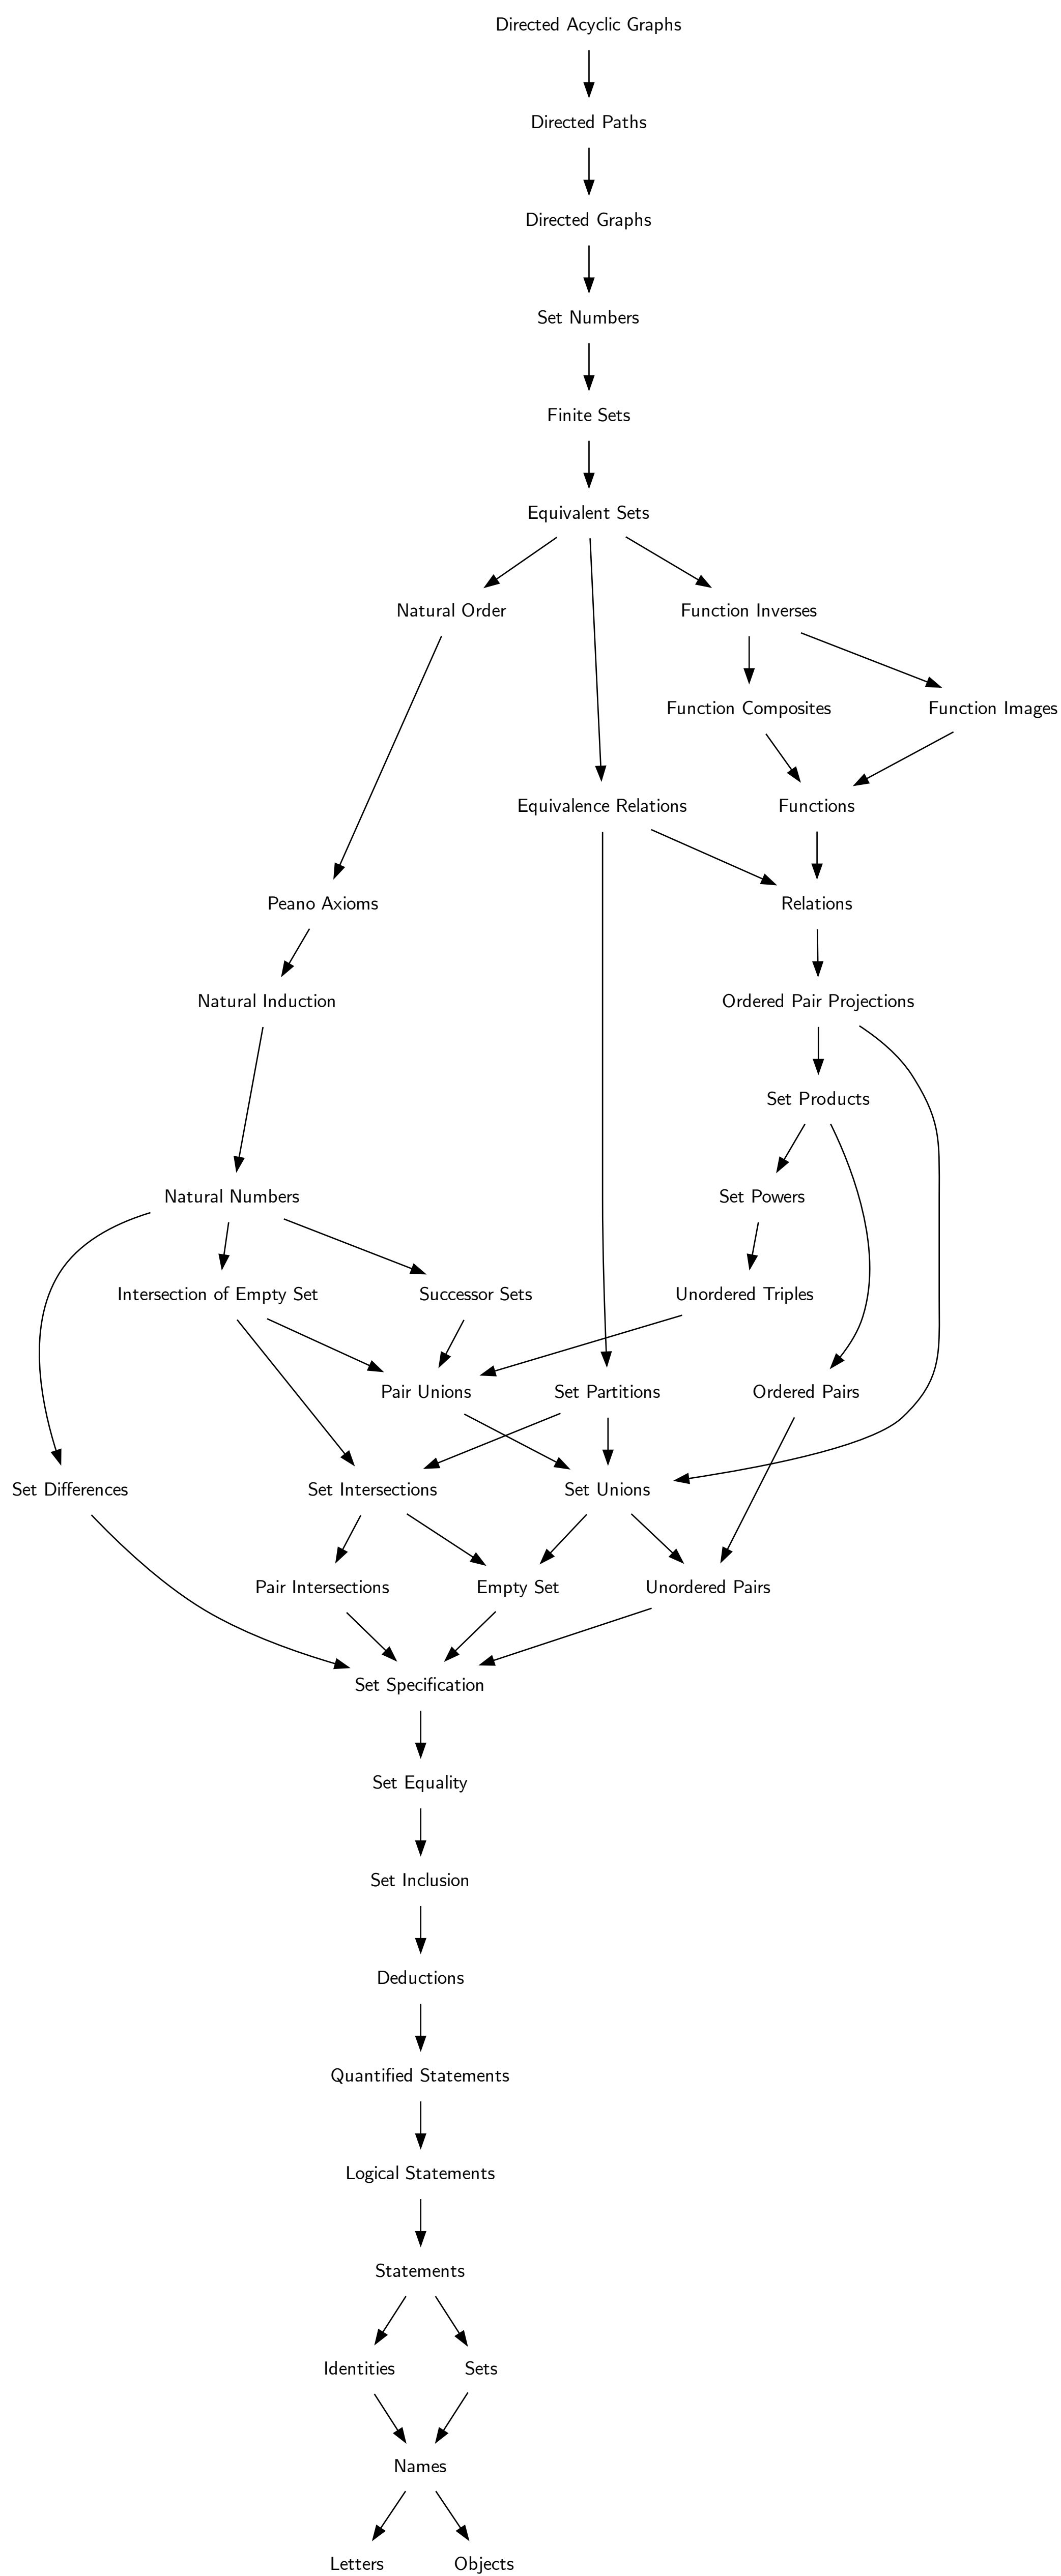 Directed Acyclic Graphs
Directed Paths
Directed Graphs
Set Numbers
Finite Sets
Equivalent Sets
Natural Order
Function Inverses
Function Composites
Function Images
Equivalence Relations
Functions
Peano Axioms
Relations
Natural Induction
Ordered Pair Projections
Set Products
Natural Numbers
Set Powers
Intersection of Empty Set
Successor Sets
Unordered Triples
Pair Unions
Set Partitions
Ordered Pairs
Set Differences
Set Intersections
Set Unions
Pair Intersections
Empty Set
Unordered Pairs
Set Specification
Set Equality
Set Inclusion
Deductions
Quantified Statements
Logical Statements
Statements
Identities
Sets
Names
Letters
Objects